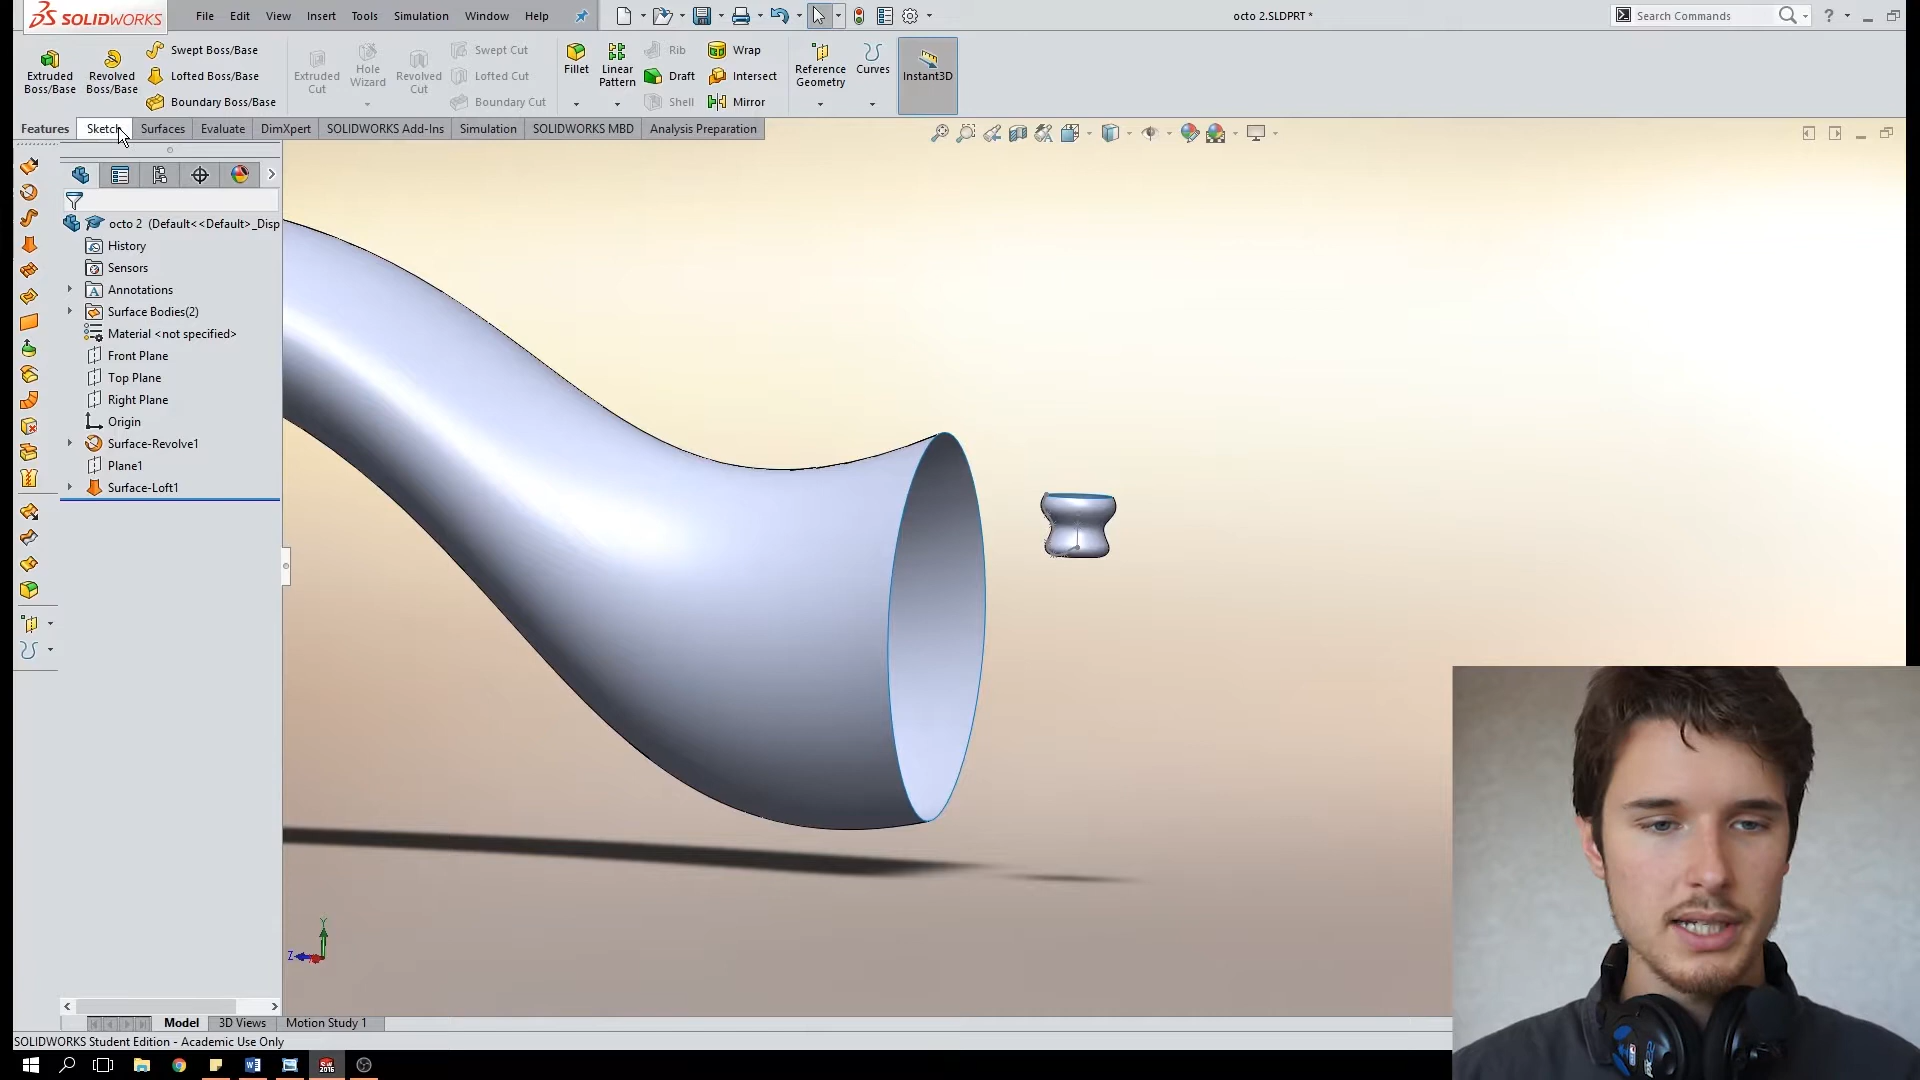 SOLIDWORKS File Edit View Insert Tools Simulation Window Help octo 2.SLDPRT * Search Commands ?
Extruded Boss/Base
Revolved Boss/Base
Swept Boss/Base
Lofted Boss/Base
Boundary Boss/Base
Extruded Cut
Hole Wizard
Revolved Cut
Swept Cut
Lofted Cut
Boundary Cut
Fillet
Linear Pattern
Rib
Draft
Shell
Wrap
Intersect
Mirror
Reference Geometry
Curves
Instant3D
Features Sketch Surfaces Evaluate DimXpert SOLIDWORKS Add-Ins Simulation SOLIDWORKS MBD Analysis Preparation
octo 2 (Default<<Default>_Disp
History
Sensors
Annotations
Surface Bodies(2)
Material <not specified>
Front Plane
Top Plane
Right Plane
Origin
Surface-Revolve1
Plane1
Surface-Loft1
Y
Z
Model 3D Views Motion Study 1
SOLIDWORKS Student Edition - Academic Use Only